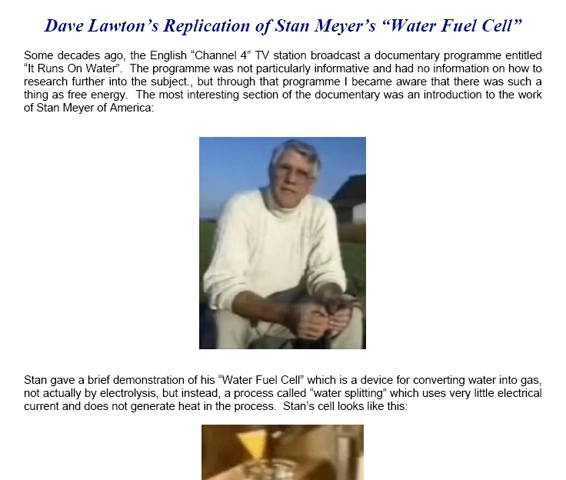 Dave Lawton's Replication of Stan Meyer's “Water Fuel Cell”
Some decades ago, the English “Channel 4” TV station broadcast a documentary programme entitled
“It Runs On Water”.  The programme was not particularly informative and had no information on how to
research further into the subject., but through that programme I became aware that there was such a
thing as free energy.  The most interesting section of the documentary was an introduction to the work
of Stan Meyer of America:
Stan gave a brief demonstration of his “Water Fuel Cell” which is a device for converting water into gas,
not actually by electrolysis, but instead, a process called “water splitting” which uses very little electrical
current and does not generate heat in the process.  Stan's cell looks like this: